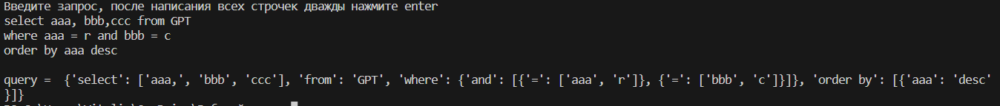 Введите запрос, после написания всех строчек дважды нажмите enter
select aaa, bbb,ccc from GPT
where aaa = r and bbb = c
order by aaa desc
query =  {'select': ['aaa,', 'bbb', 'ccc'], 'from': 'GPT', 'where': {'and': [{'=': ['aaa', 'r']}, {'=': ['bbb', 'c']}]}, 'order by': [{'aaa': 'desc'
}]}